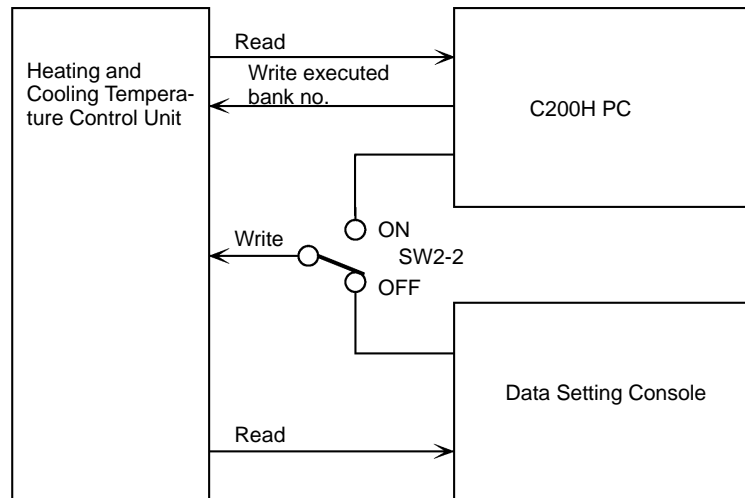 Read
Heating and
Cooling Tempera-
ture Control Unit
Write executed
bank no.
C200H PC
ON
Write
SW2-2
OFF
Data Setting Console
Read